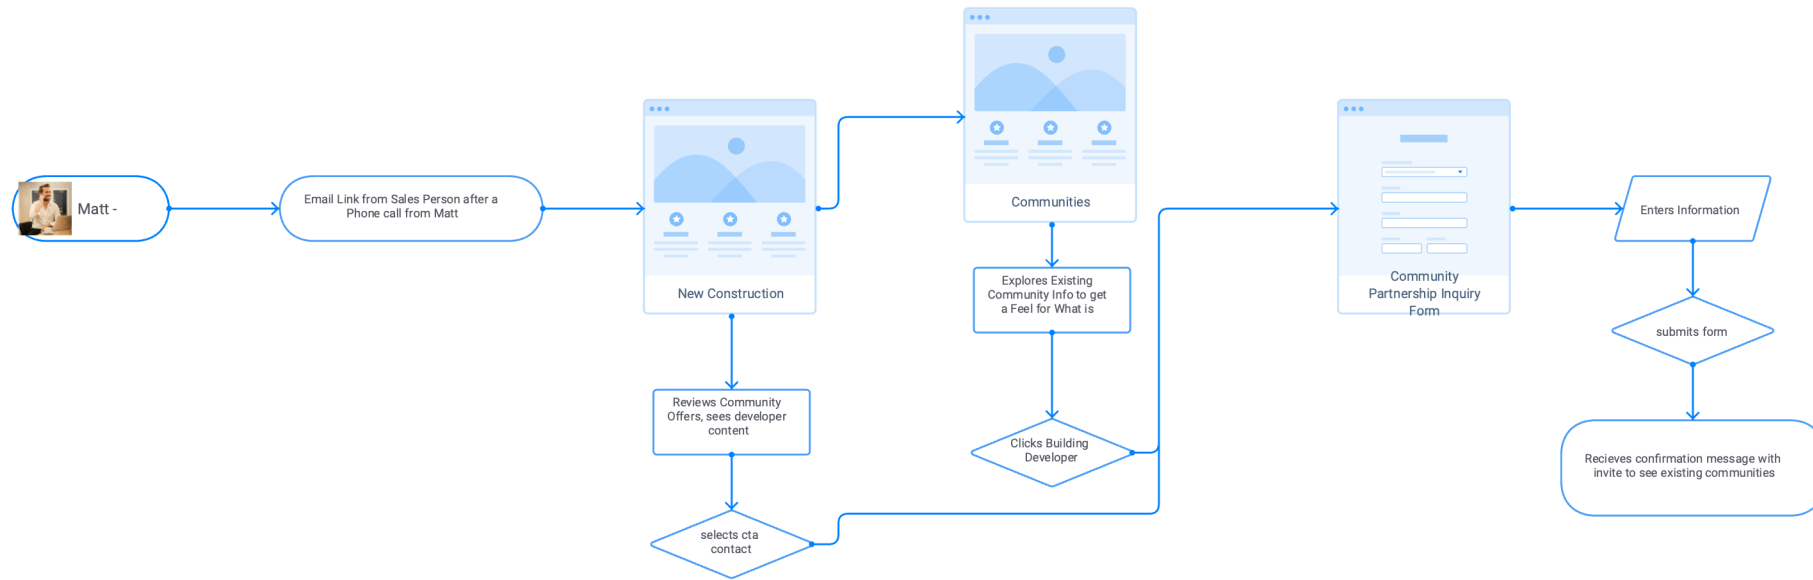 Matt -
Email Link from Sales Person after a
Phone call from Matt
New Construction
Reviews Community
Offers, sees developer
content
selects cta
contact
Communities
Explores Existing
Community Info to get
a Feel for What is
Clicks Building
Developer
Community
Partnership Inquiry
Form
Enters Information
submits form
Recieves confirmation message with
invite to see existing communities